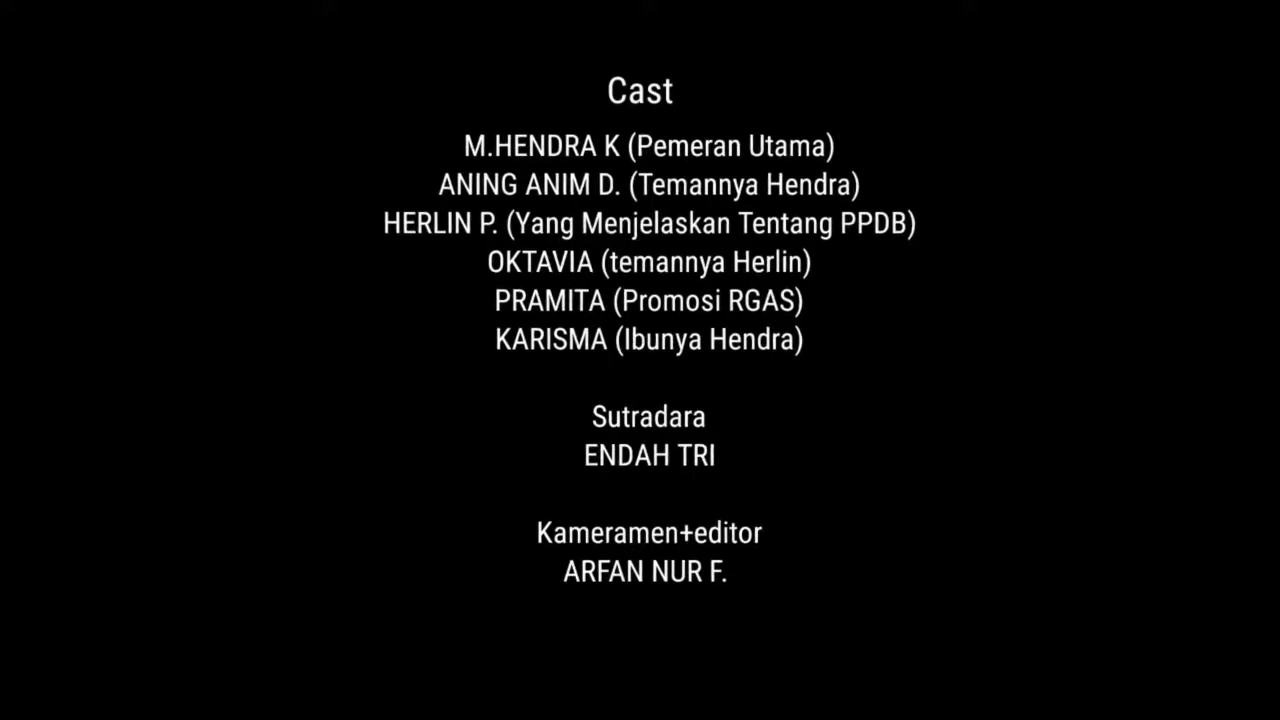 Cast
M.HENDRA K (Pemeran Utama)
ANING ANIM D. (Temannya Hendra)
HERLIN P. (Yang Menjelaskan Tentang PPDB)
OKTAVIA (temannya Herlin)
PRAMITA (Promosi RGAS)
KARISMA (Ibunya Hendra)
Sutradara
ENDAH TRI
Kameramen+editor
ARFAN NUR F.